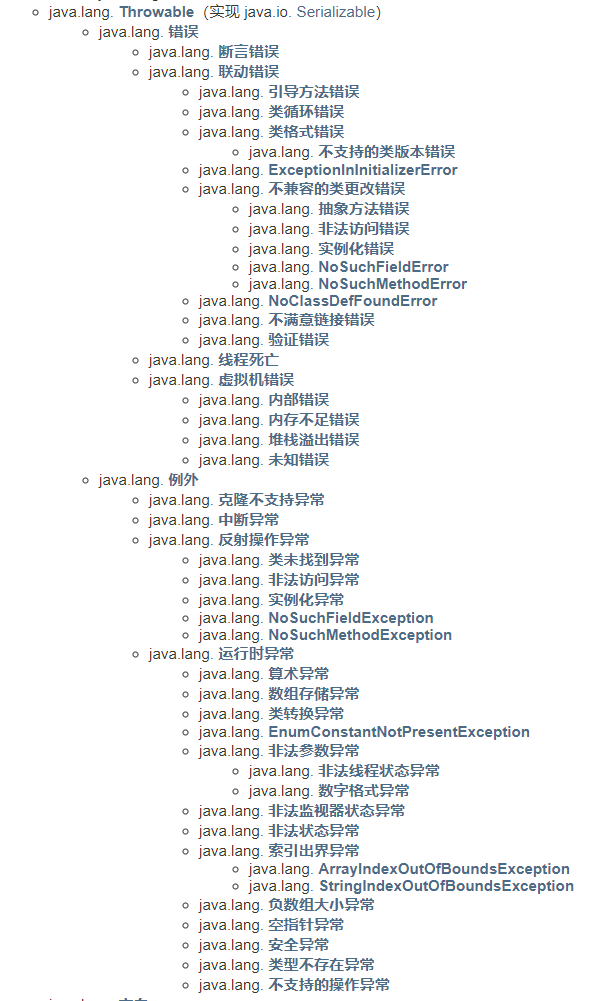 java.lang. Throwable（实现 java.io. Serializable）
java.lang. 错误
java.lang. 断言错误
java.lang. 联动错误
java.lang. 引导方法错误
java.lang. 类循环错误
java.lang. 类格式错误
java.lang. 不支持的类版本错误
java.lang. ExceptionInInitializerError
java.lang. 不兼容的类更改错误
java.lang. 抽象方法错误
java.lang. 非法访问错误
java.lang. 实例化错误
java.lang. NoSuchFieldError
java.lang. NoSuchMethodError
java.lang. NoClassDefFoundError
java.lang. 不满意链接错误
java.lang. 验证错误
java.lang. 线程死亡
java.lang. 虚拟机错误
java.lang. 内部错误
java.lang. 内存不足错误
java.lang. 堆栈溢出错误
java.lang. 未知错误
java.lang. 例外
java.lang. 克隆不支持异常
java.lang. 中断异常
java.lang. 反射操作异常
java.lang. 类未找到异常
java.lang. 非法访问异常
java.lang. 实例化异常
java.lang. NoSuchFieldException
java.lang. NoSuchMethodException
java.lang. 运行时异常
java.lang. 算术异常
java.lang. 数组存储异常
java.lang. 类转换异常
java.lang. EnumConstantNotPresentException
java.lang. 非法参数异常
java.lang. 非法线程状态异常
java.lang. 数字格式异常
java.lang. 非法监视器状态异常
java.lang. 非法状态异常
java.lang. 索引出界异常
java.lang. ArrayIndexOutOfBoundsException
java.lang. StringIndexOutOfBoundsException
java.lang. 负数组大小异常
java.lang. 空指针异常
java.lang. 安全异常
java.lang. 类型不存在异常
java.lang. 不支持的操作异常